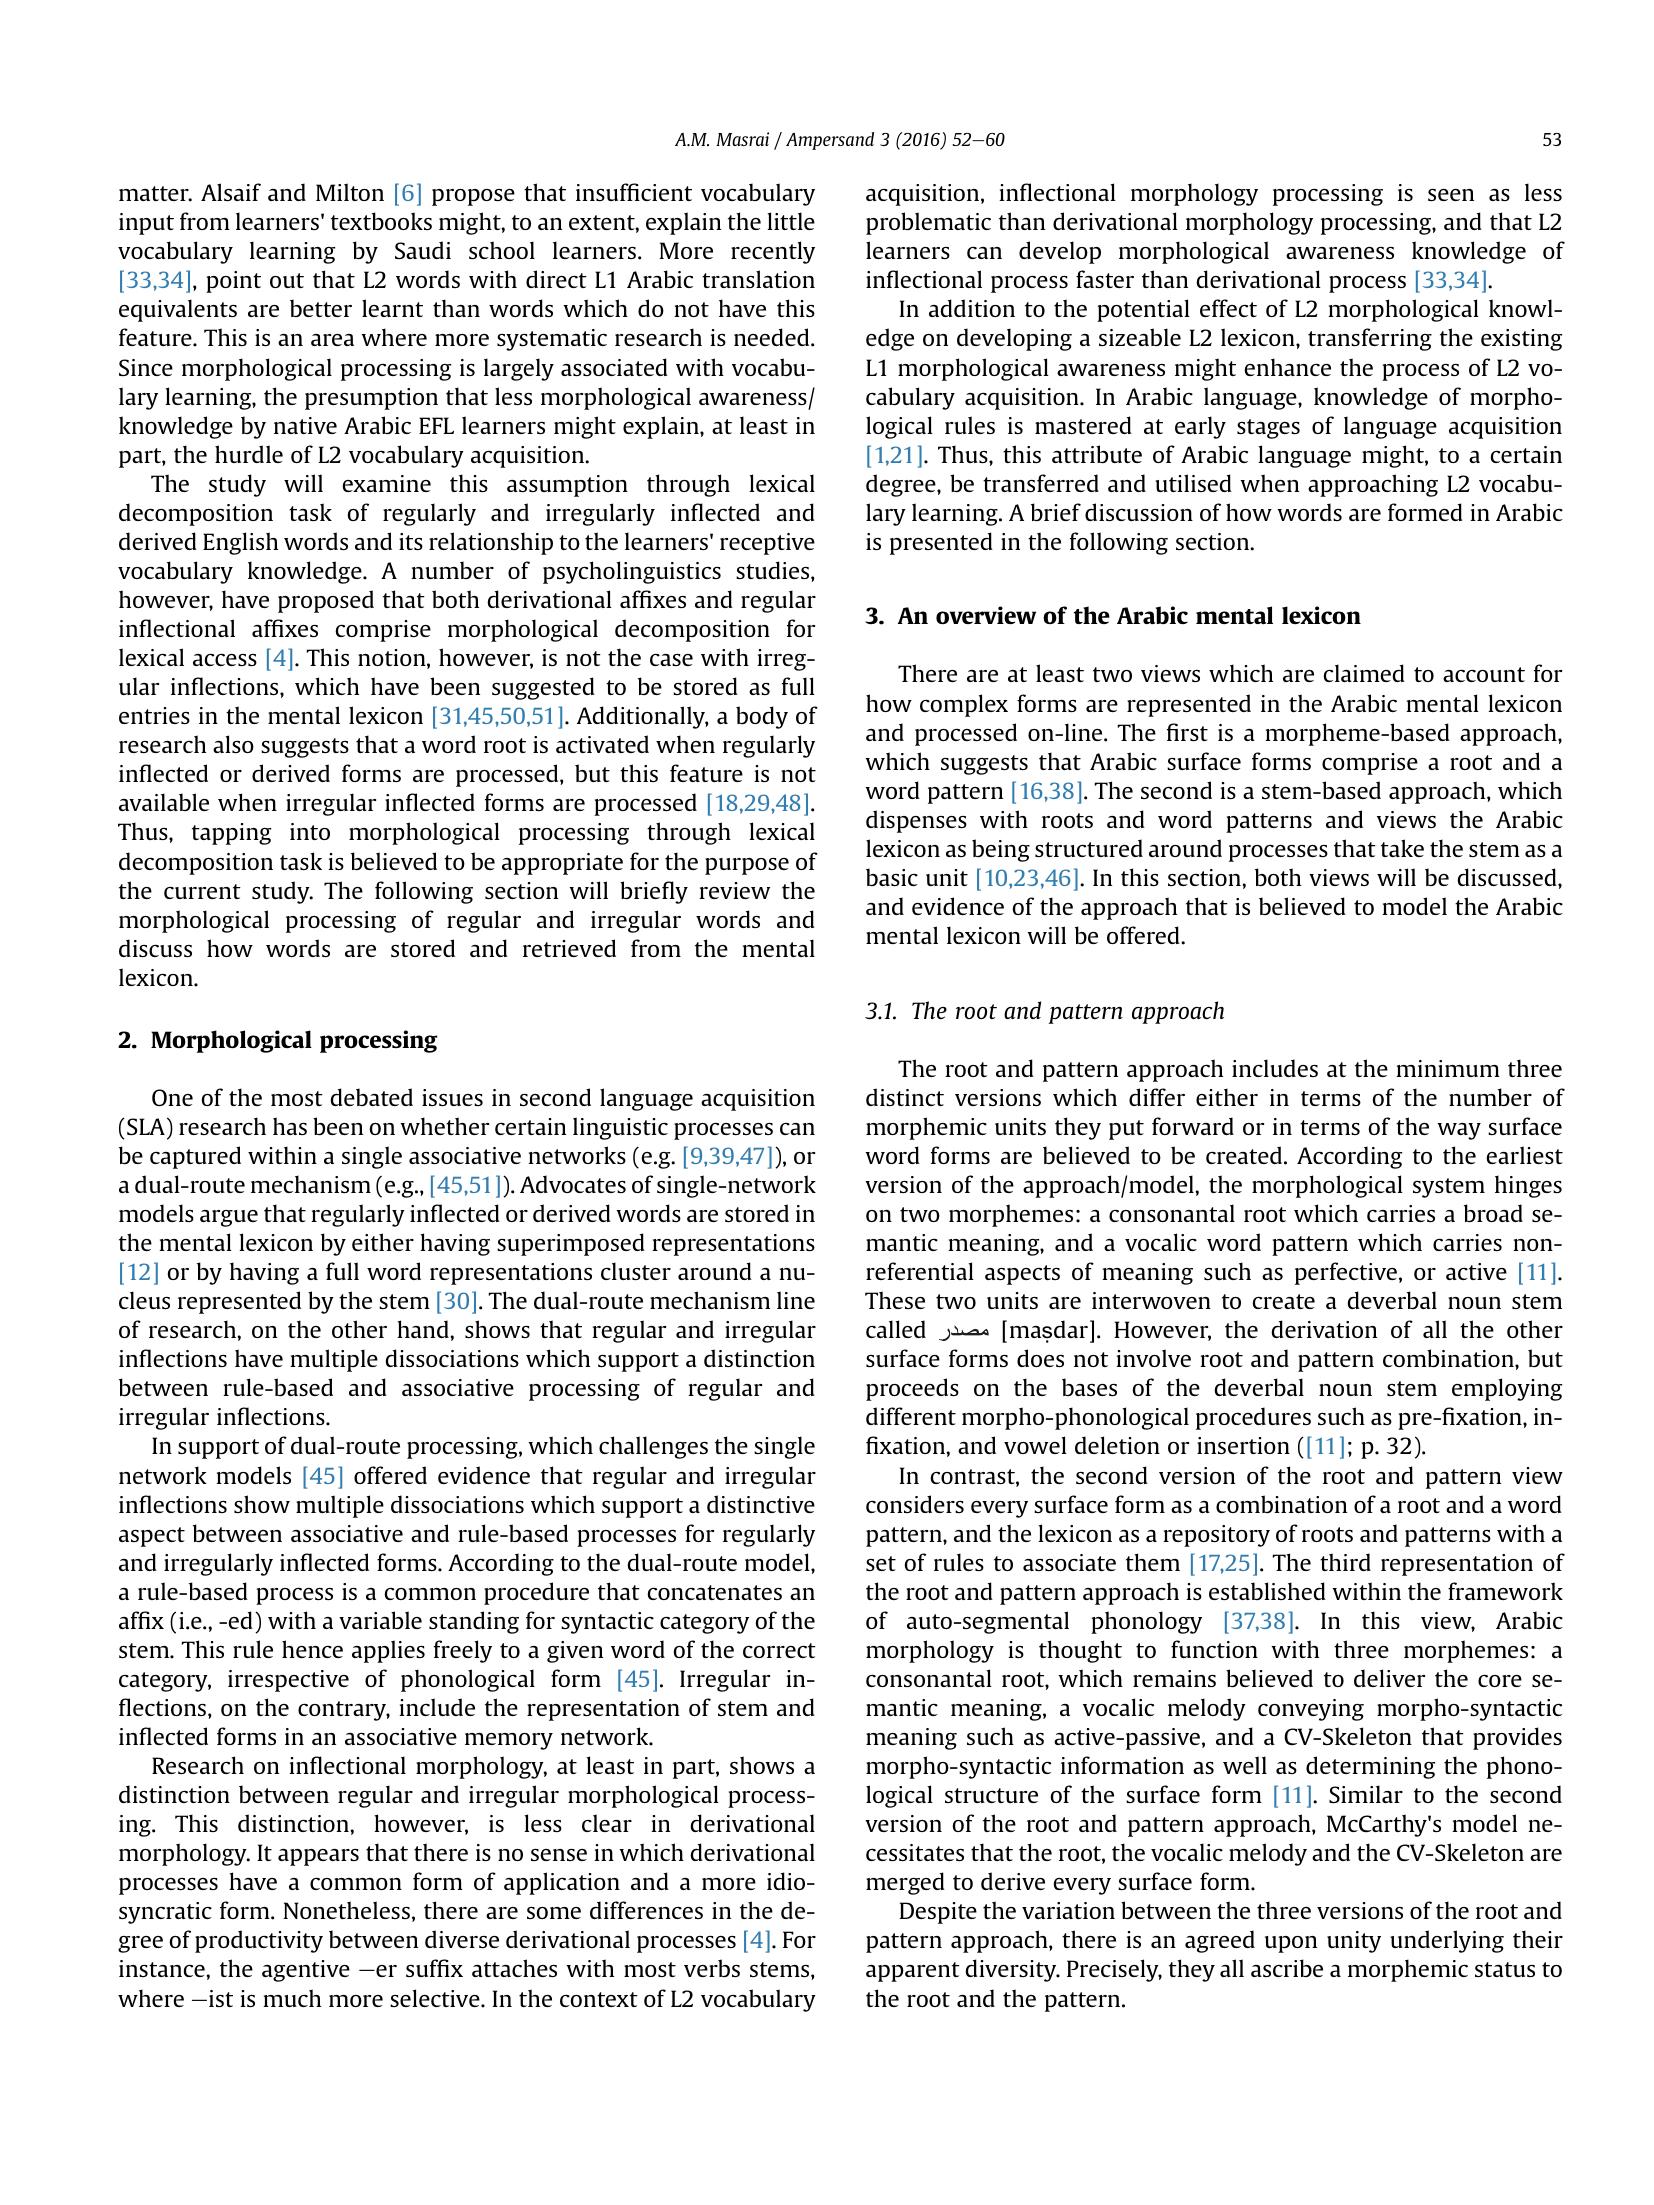 A.M. Masrai / Ampersand 3 (2016) 52–60
53
matter. Alsaif and Milton [6] propose that insufficient vocabulary
input from learners' textbooks might, to an extent, explain the little
vocabulary learning by Saudi school learners. More recently
[33,34], point out that L2 words with direct L1 Arabic translation
equivalents are better learnt than words which do not have this
feature. This is an area where more systematic research is needed.
Since morphological processing is largely associated with vocabu-
lary learning, the presumption that less morphological awareness/
knowledge by native Arabic EFL learners might explain, at least in
part, the hurdle of L2 vocabulary acquisition.
The study will examine this assumption through lexical
decomposition task of regularly and irregularly inflected and
derived English words and its relationship to the learners' receptive
vocabulary knowledge. A number of psycholinguistics studies,
however, have proposed that both derivational affixes and regular
inflectional affixes comprise morphological decomposition for
lexical access [4]. This notion, however, is not the case with irreg-
ular inflections, which have been suggested to be stored as full
entries in the mental lexicon [31,45,50,51]. Additionally, a body of
research also suggests that a word root is activated when regularly
inflected or derived forms are processed, but this feature is not
available when irregular inflected forms are processed [18,29,48].
Thus, tapping into morphological processing through lexical
decomposition task is believed to be appropriate for the purpose of
the current study. The following section will briefly review the
morphological processing of regular and irregular words and
discuss how words are stored and retrieved from the mental
lexicon.
2. Morphological processing
One of the most debated issues in second language acquisition
(SLA) research has been on whether certain linguistic processes can
be captured within a single associative networks (e.g. [9,39,47]), or
a dual-route mechanism (e.g., [45,51]). Advocates of single-network
models argue that regularly inflected or derived words are stored in
the mental lexicon by either having superimposed representations
[12] or by having a full word representations cluster around a nu-
cleus represented by the stem [30]. The dual-route mechanism line
of research, on the other hand, shows that regular and irregular
inflections have multiple dissociations which support a distinction
between rule-based and associative processing of regular and
irregular inflections.
In support of dual-route processing, which challenges the single
network models [45] offered evidence that regular and irregular
inflections show multiple dissociations which support a distinctive
aspect between associative and rule-based processes for regularly
and irregularly inflected forms. According to the dual-route model,
a rule-based process is a common procedure that concatenates an
affix (i.e., -ed) with a variable standing for syntactic category of the
stem. This rule hence applies freely to a given word of the correct
category, irrespective of phonological form [45]. Irregular in-
flections, on the contrary, include the representation of stem and
inflected forms in an associative memory network.
Research on inflectional morphology, at least in part, shows a
distinction between regular and irregular morphological process-
ing. This distinction, however, is less clear in derivational
morphology. It appears that there is no sense in which derivational
processes have a common form of application and a more idio-
syncratic form. Nonetheless, there are some differences in the de-
gree of productivity between diverse derivational processes [4]. For
instance, the agentive –er suffix attaches with most verbs stems,
where –ist is much more selective. In the context of L2 vocabulary
acquisition, inflectional morphology processing is seen as less
problematic than derivational morphology processing, and that L2
learners can develop morphological awareness knowledge of
inflectional process faster than derivational process [33,34].
In addition to the potential effect of L2 morphological knowl-
edge on developing a sizeable L2 lexicon, transferring the existing
L1 morphological awareness might enhance the process of L2 vo-
cabulary acquisition. In Arabic language, knowledge of morpho-
logical rules is mastered at early stages of language acquisition
[1,21]. Thus, this attribute of Arabic language might, to a certain
degree, be transferred and utilised when approaching L2 vocabu-
lary learning. A brief discussion of how words are formed in Arabic
is presented in the following section.
3. An overview of the Arabic mental lexicon
There are at least two views which are claimed to account for
how complex forms are represented in the Arabic mental lexicon
and processed on-line. The first is a morpheme-based approach,
which suggests that Arabic surface forms comprise a root and a
word pattern [16,38]. The second is a stem-based approach, which
dispenses with roots and word patterns and views the Arabic
lexicon as being structured around processes that take the stem as a
basic unit [10,23,46]. In this section, both views will be discussed,
and evidence of the approach that is believed to model the Arabic
mental lexicon will be offered.
3.1. The root and pattern approach
The root and pattern approach includes at the minimum three
distinct versions which differ either in terms of the number of
morphemic units they put forward or in terms of the way surface
word forms are believed to be created. According to the earliest
version of the approach/model, the morphological system hinges
on two morphemes: a consonantal root which carries a broad se-
mantic meaning, and a vocalic word pattern which carries non-
referential aspects of meaning such as perfective, or active [11].
These two units are interwoven to create a deverbal noun stem
called مصدر [maṣdar]. However, the derivation of all the other
surface forms does not involve root and pattern combination, but
proceeds on the bases of the deverbal noun stem employing
different morpho-phonological procedures such as pre-fixation, in-
fixation, and vowel deletion or insertion ([11]; p. 32).
In contrast, the second version of the root and pattern view
considers every surface form as a combination of a root and a word
pattern, and the lexicon as a repository of roots and patterns with a
set of rules to associate them [17,25]. The third representation of
the root and pattern approach is established within the framework
of auto-segmental phonology [37,38]. In this view, Arabic
morphology is thought to function with three morphemes: a
consonantal root, which remains believed to deliver the core se-
mantic meaning, a vocalic melody conveying morpho-syntactic
meaning such as active-passive, and a CV-Skeleton that provides
morpho-syntactic information as well as determining the phono-
logical structure of the surface form [11]. Similar to the second
version of the root and pattern approach, McCarthy's model ne-
cessitates that the root, the vocalic melody and the CV-Skeleton are
merged to derive every surface form.
Despite the variation between the three versions of the root and
pattern approach, there is an agreed upon unity underlying their
apparent diversity. Precisely, they all ascribe a morphemic status to
the root and the pattern.